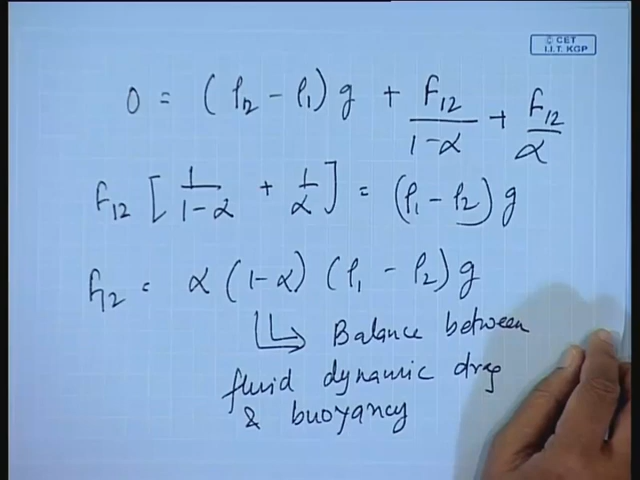 © CET
I.I.T. KGP
0 = (ρ2 - ρ1) g + F12/(1-α) + F12/α
F12 [ 1/(1-α) + 1/α ] = (ρ1 - ρ2) g
F12 = α (1-α) (ρ1 - ρ2) g
Balance between
fluid dynamic drag
& buoyancy